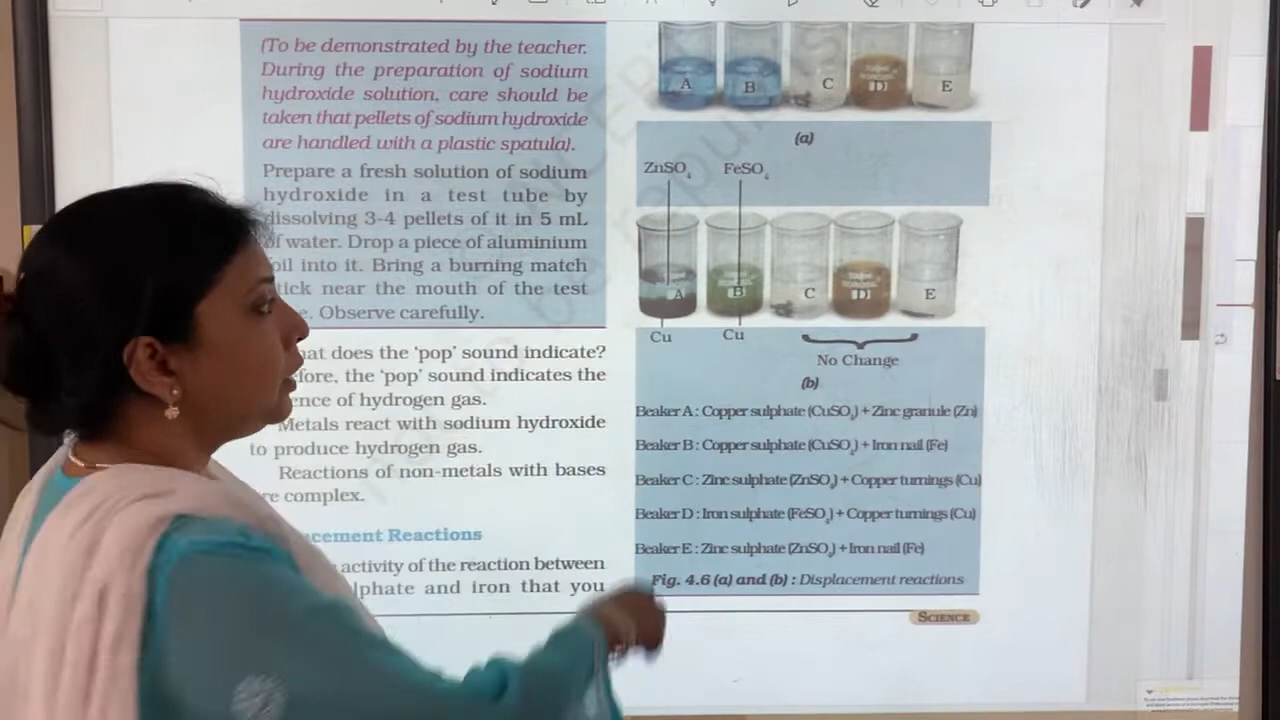 (To be demonstrated by the teacher.
During the preparation of sodium
hydroxide solution, care should be
taken that pellets of sodium hydroxide
are handled with a plastic spatula).
Prepare a fresh solution of sodium
hydroxide in a test tube by
dissolving 3-4 pellets of it in 5 mL
of water. Drop a piece of aluminium
oil into it. Bring a burning match
tick near the mouth of the test
e. Observe carefully.
hat does the ‘pop’ sound indicate?
fore, the ‘pop’ sound indicates the
ence of hydrogen gas.
Metals react with sodium hydroxide
to produce hydrogen gas.
Reactions of non-metals with bases
re complex.
cement Reactions
activity of the reaction between
lphate and iron that you
A B C D E
(a)
ZnSO₄ FeSO₄
A B C D E
Cu Cu
No Change
(b)
Beaker A : Copper sulphate (CuSO₄) + Zinc granule (Zn)
Beaker B : Copper sulphate (CuSO₄) + Iron nail (Fe)
Beaker C : Zinc sulphate (ZnSO₄) + Copper turnings (Cu)
Beaker D : Iron sulphate (FeSO₄) + Copper turnings (Cu)
Beaker E : Zinc sulphate (ZnSO₄) + Iron nail (Fe)
Fig. 4.6 (a) and (b) : Displacement reactions
SCIENCE